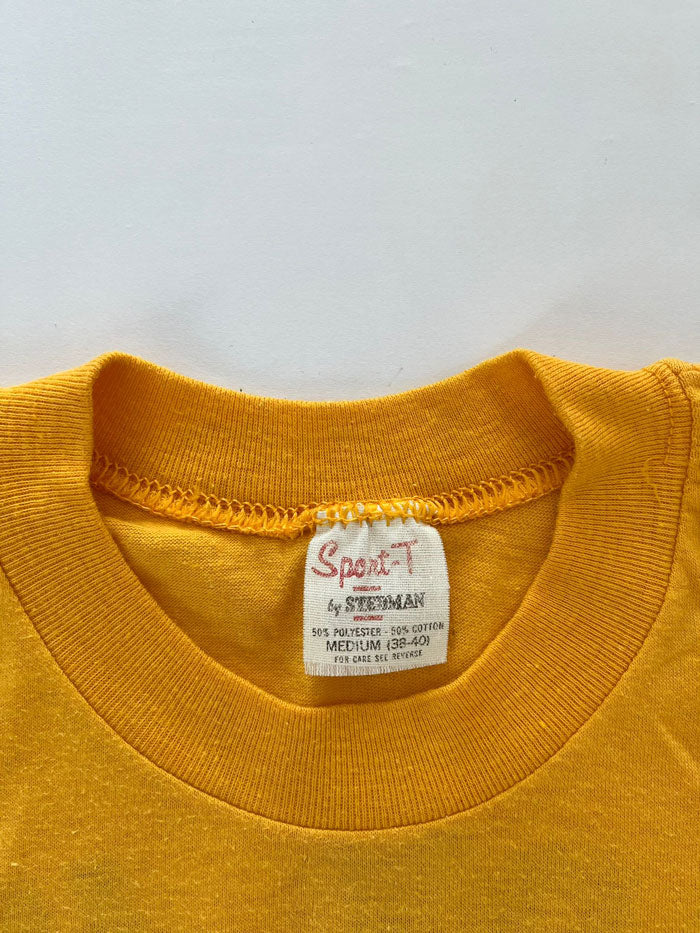 Sport-T
by STEDMAN
50% POLYESTER - 50% COTTON
MEDIUM (38-40)
FOR CARE SEE REVERSE